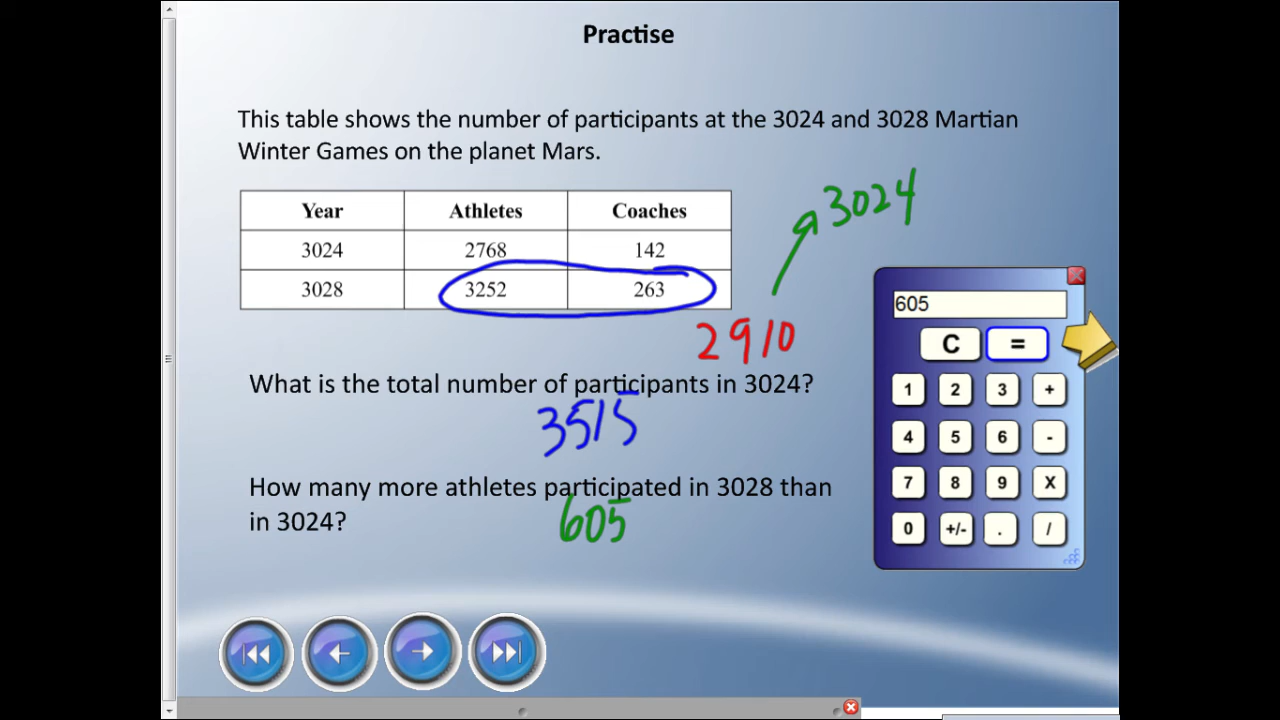 Practise
This table shows the number of participants at the 3024 and 3028 Martian
Winter Games on the planet Mars.
3024
Year Athletes Coaches
3024 2768 142
3028 3252 263
2910
What is the total number of participants in 3024?
3515
How many more athletes participated in 3028 than
in 3024?
605
605
C =
1 2 3 +
4 5 6 -
7 8 9 X
0 +/- . /